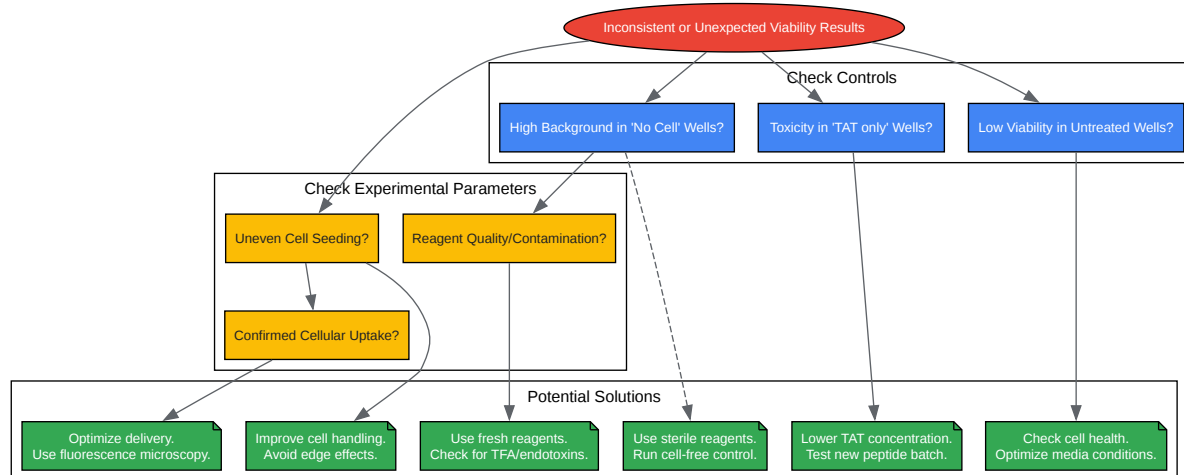 Inconsistent or Unexpected Viability Results
Check Controls
High Background in 'No Cell' Wells?
Toxicity in 'TAT only' Wells?
Low Viability in Untreated Wells?
Check Experimental Parameters
Uneven Cell Seeding?
Reagent Quality/Contamination?
Confirmed Cellular Uptake?
Potential Solutions
Optimize delivery.
Use fluorescence microscopy.
Improve cell handling.
Avoid edge effects.
Use fresh reagents.
Check for TFA/endotoxins.
Use sterile reagents.
Run cell-free control.
Lower TAT concentration.
Test new peptide batch.
Check cell health.
Optimize media conditions.